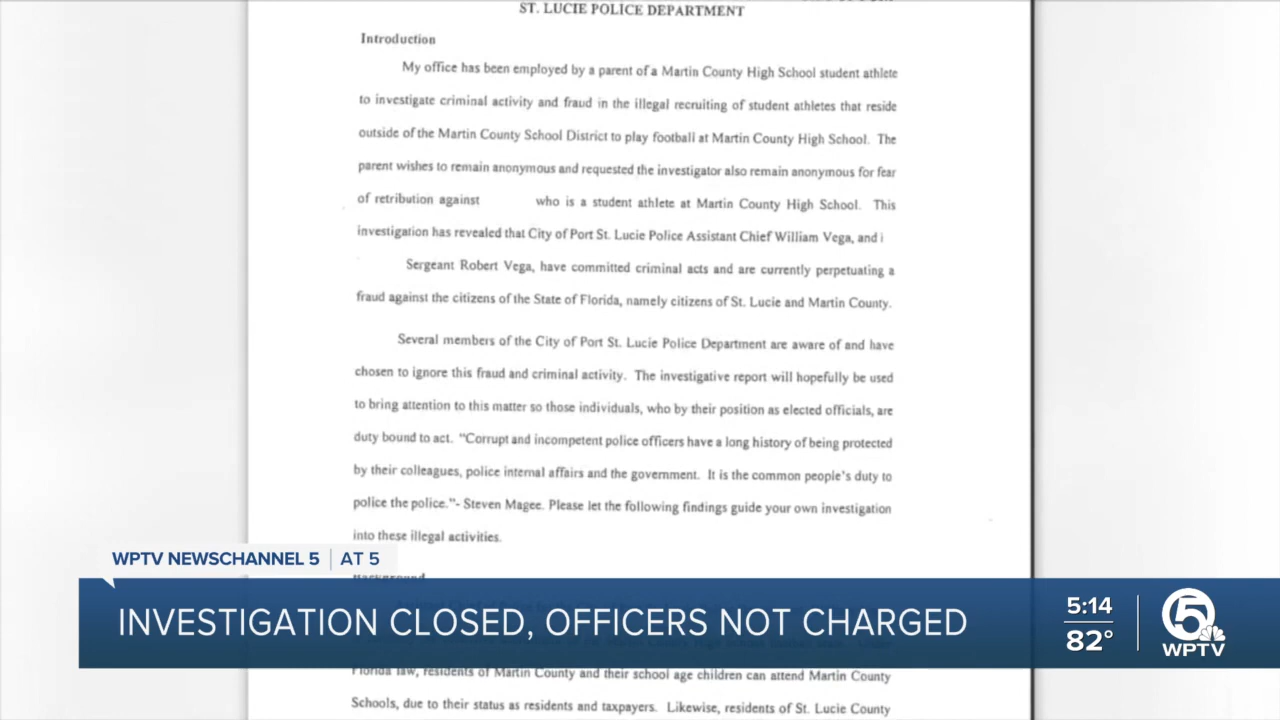 ST. LUCIE POLICE DEPARTMENT
Introduction
My office has been employed by a parent of a Martin County High School student athlete
to investigate criminal activity and fraud in the illegal recruiting of student athletes that reside
outside of the Martin County School District to play football at Martin County High School. The
parent wishes to remain anonymous and requested the investigator also remain anonymous for fear
of retribution against who is a student athlete at Martin County High School. This
investigation has revealed that City of Port St. Lucie Police Assistant Chief William Vega, and
Sergeant Robert Vega, have committed criminal acts and are currently perpetuating a
fraud against the citizens of the State of Florida, namely citizens of St. Lucie and Martin County.
Several members of the City of Port St. Lucie Police Department are aware of and have
chosen to ignore this fraud and criminal activity. The investigative report will hopefully be used
to bring attention to this matter so those individuals, who by their position as elected officials, are
duty bound to act. "Corrupt and incompetent police officers have a long history of being protected
by their colleagues, police internal affairs and the government. It is the common people's duty to
police the police."- Steven Magee. Please let the following findings guide your own investigation
into these illegal activities.
Background
WPTV NEWSCHANNEL 5 | AT 5
INVESTIGATION CLOSED, OFFICERS NOT CHARGED
5:14
82°
5
WPTV
Florida law, residents of Martin County and their school age children can attend Martin County
Schools, due to their status as residents and taxpayers. Likewise, residents of St. Lucie County